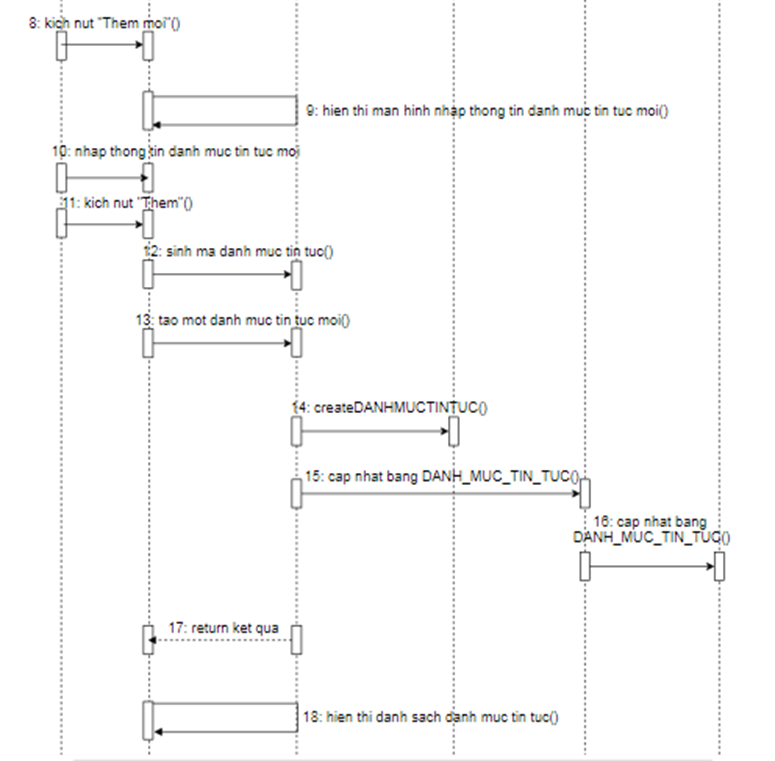 8: kich nut "Them moi"()
9: hien thi man hinh nhap thong tin danh muc tin tuc moi()
10: nhap thong tin danh muc tin tuc moi
11: kich nut "Them"()
12: sinh ma danh muc tin tuc()
13: tao mot danh muc tin tuc moi()
14: createDANHMUCTINTUC()
15: cap nhat bang DANH_MUC_TIN_TUC()
16: cap nhat bang
DANH_MUC_TIN_TUC()
17: return ket qua
18: hien thi danh sach danh muc tin tuc()